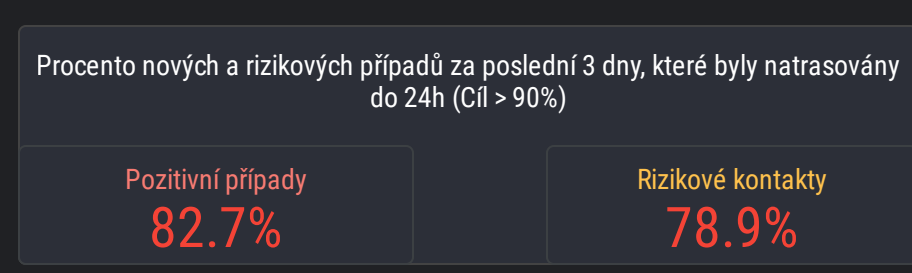 Procento nových a rizikových případů za poslední 3 dny, které byly natrasovány
do 24h (Cíl > 90%)
Pozitivní případy
Rizikové kontakty
82.7%
78.9%